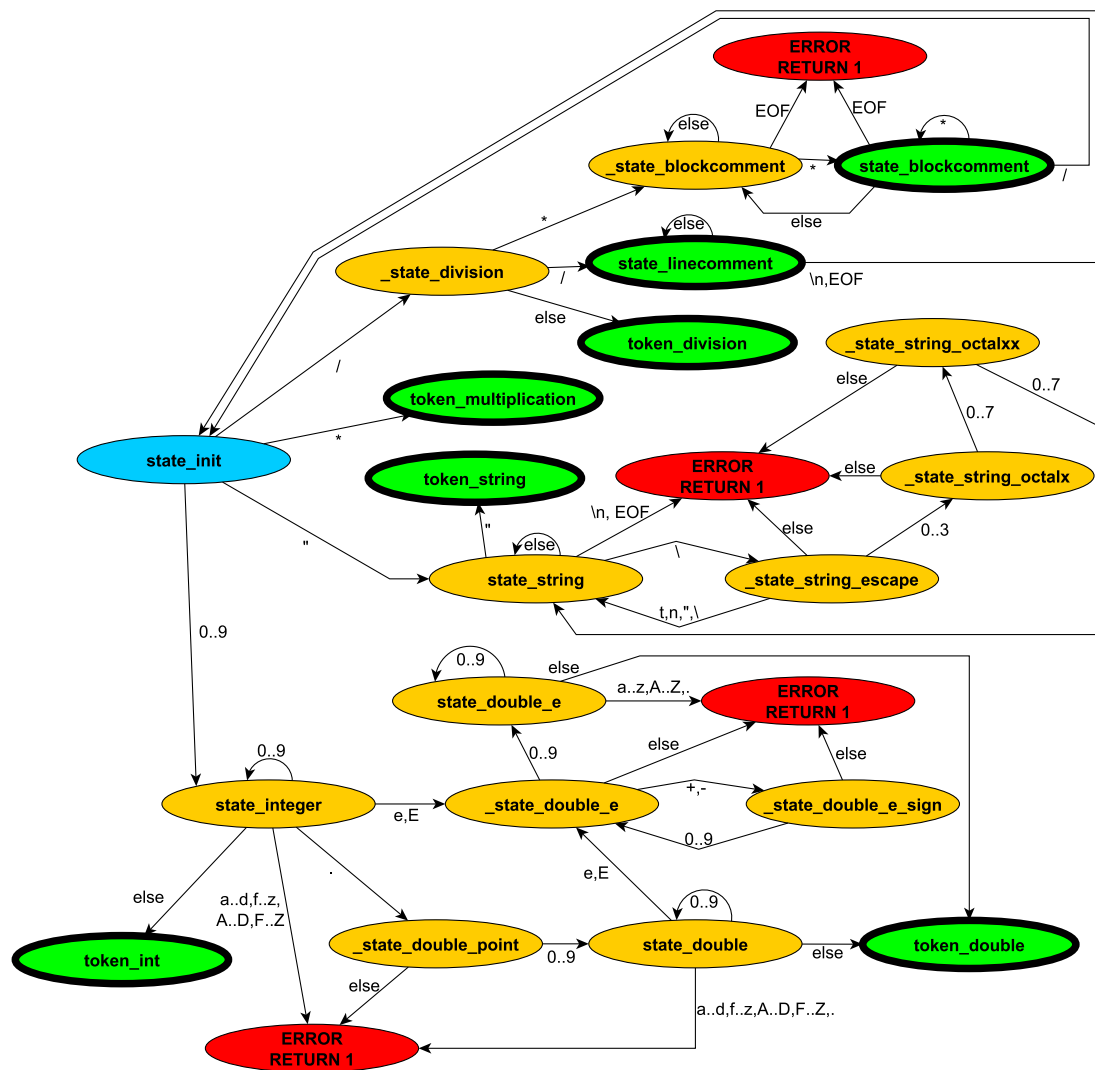 ERROR
RETURN 1
EOF
EOF
else
*
_state_blockcomment
*
state_blockcomment
/
else
*
else
_state_division
/
state_linecomment
\n,EOF
else
token_division
/
_state_string_octalxx
else
0..7
token_multiplication
*
0..7
state_init
ERROR
RETURN 1
else
_state_string_octalx
token_string
\n, EOF
"
else
\
else
0..3
"
state_string
_state_string_escape
t,n,",\
0..9
0..9
else
state_double_e
a..z,A..Z,.
ERROR
RETURN 1
0..9
else
else
0..9
state_integer
e,E
_state_double_e
+,-
_state_double_e_sign
0..9
e,E
.
else
a..d,f..z,
A..D,F..Z
0..9
_state_double_point
0..9
state_double
else
token_double
token_int
else
a..d,f..z,A..D,F..Z,.
ERROR
RETURN 1